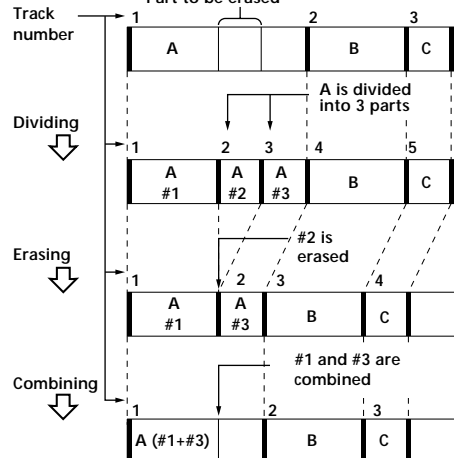 Part to be erased
Track number
1 2 3
A B C
A is divided into 3 parts
Dividing
1 2 3 4 5
A #1 A #2 A #3 B C
#2 is erased
Erasing
1 2 3 4
A #1 A #3 B C
#1 and #3 are combined
Combining
1 2 3
A (#1+#3) B C